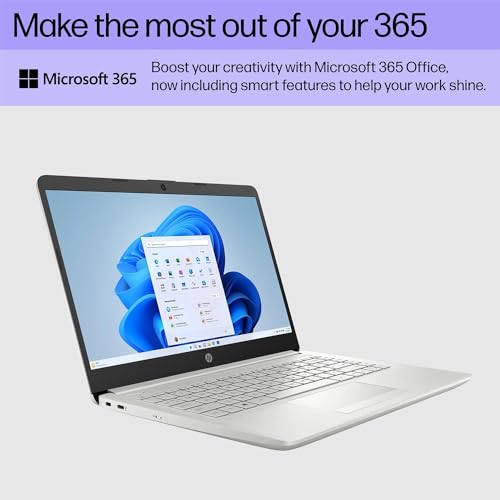 Make the most out of your 365
Microsoft 365
Boost your creativity with Microsoft 365 Office,
now including smart features to help your work shine.
hp